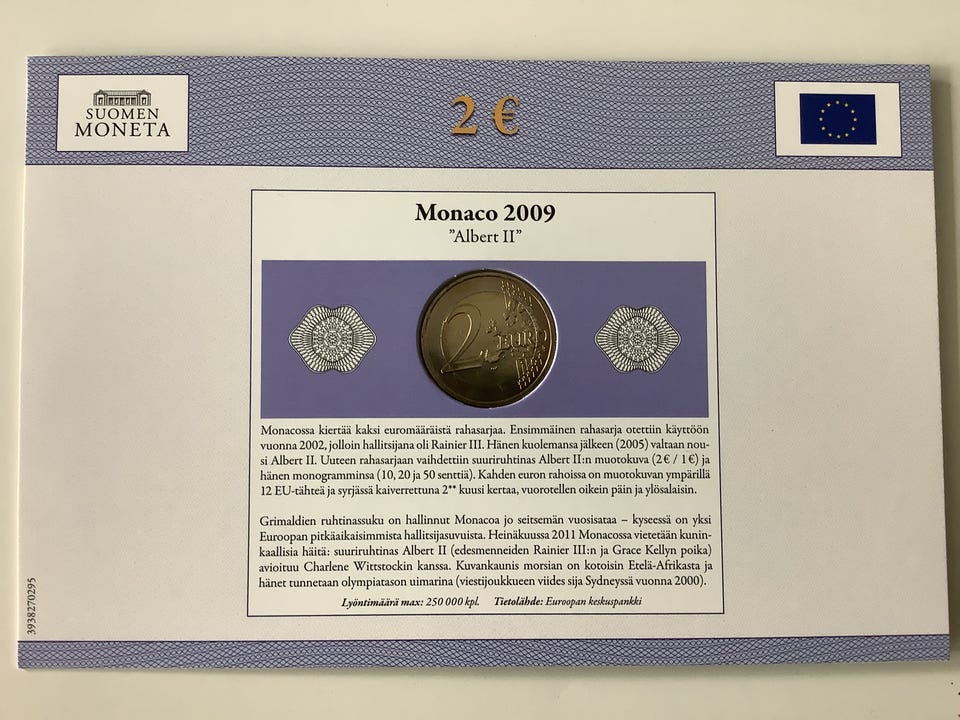 SUOMEN
MONETA
2 €
Monaco 2009
”Albert II”
2 EURO
Monacossa kiertää kaksi euromääräistä rahasarjaa. Ensimmäinen rahasarja otettiin käyttöön
vuonna 2002, jolloin hallitsijana oli Rainier III. Hänen kuolemansa jälkeen (2005) valtaan nou-
si Albert II. Uuteen rahasarjaan vaihdettiin suuriruhtinas Albert II:n muotokuva (2 € / 1 €) ja
hänen monogramminsa (10, 20 ja 50 senttiä). Kahden euron rahoissa on muotokuvan ympärillä
12 EU-tähteä ja syrjässä kaiverrettuna 2** kuusi kertaa, vuorotellen oikein päin ja ylösalaisin.
Grimaldien ruhtinassuku on hallinnut Monacoa jo seitsemän vuosisataa – kyseessä on yksi
Euroopan pitkäaikaisimmista hallitsijasuvuista. Heinäkuussa 2011 Monacossa vietetään kunin-
kaallisia häitä: suuriruhtinas Albert II (edesmenneiden Rainier III:n ja Grace Kellyn poika)
avioituu Charlene Wittstockin kanssa. Kuvankaunis morsian on kotoisin Etelä-Afrikasta ja
hänet tunnetaan olympiatason uimarina (viestijoukkueen viides sija Sydneyssä vuonna 2000).
Lyöntimäärä max: 250 000 kpl. Tietolähde: Euroopan keskuspankki
3938270295